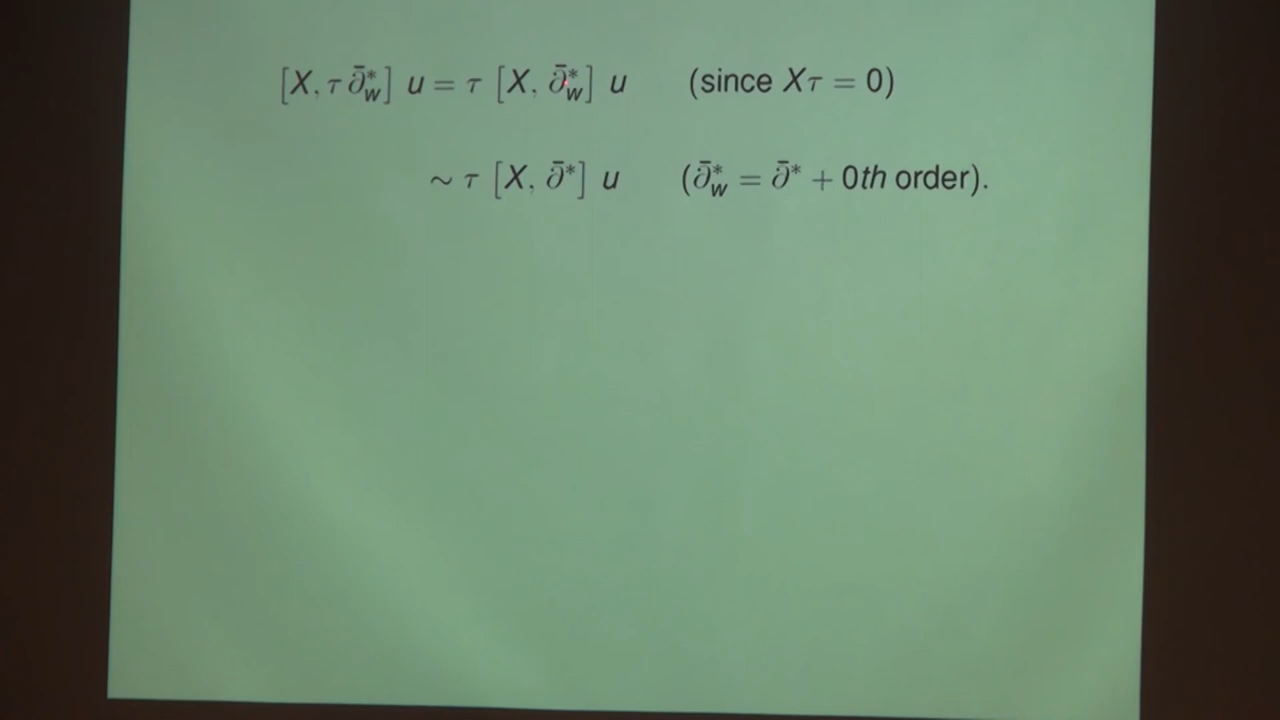 [X, τ ∂̄*_w] u = τ [X, ∂̄*_w] u (since Xτ = 0)
∼ τ [X, ∂̄*] u (∂̄*_w = ∂̄* + 0th order).